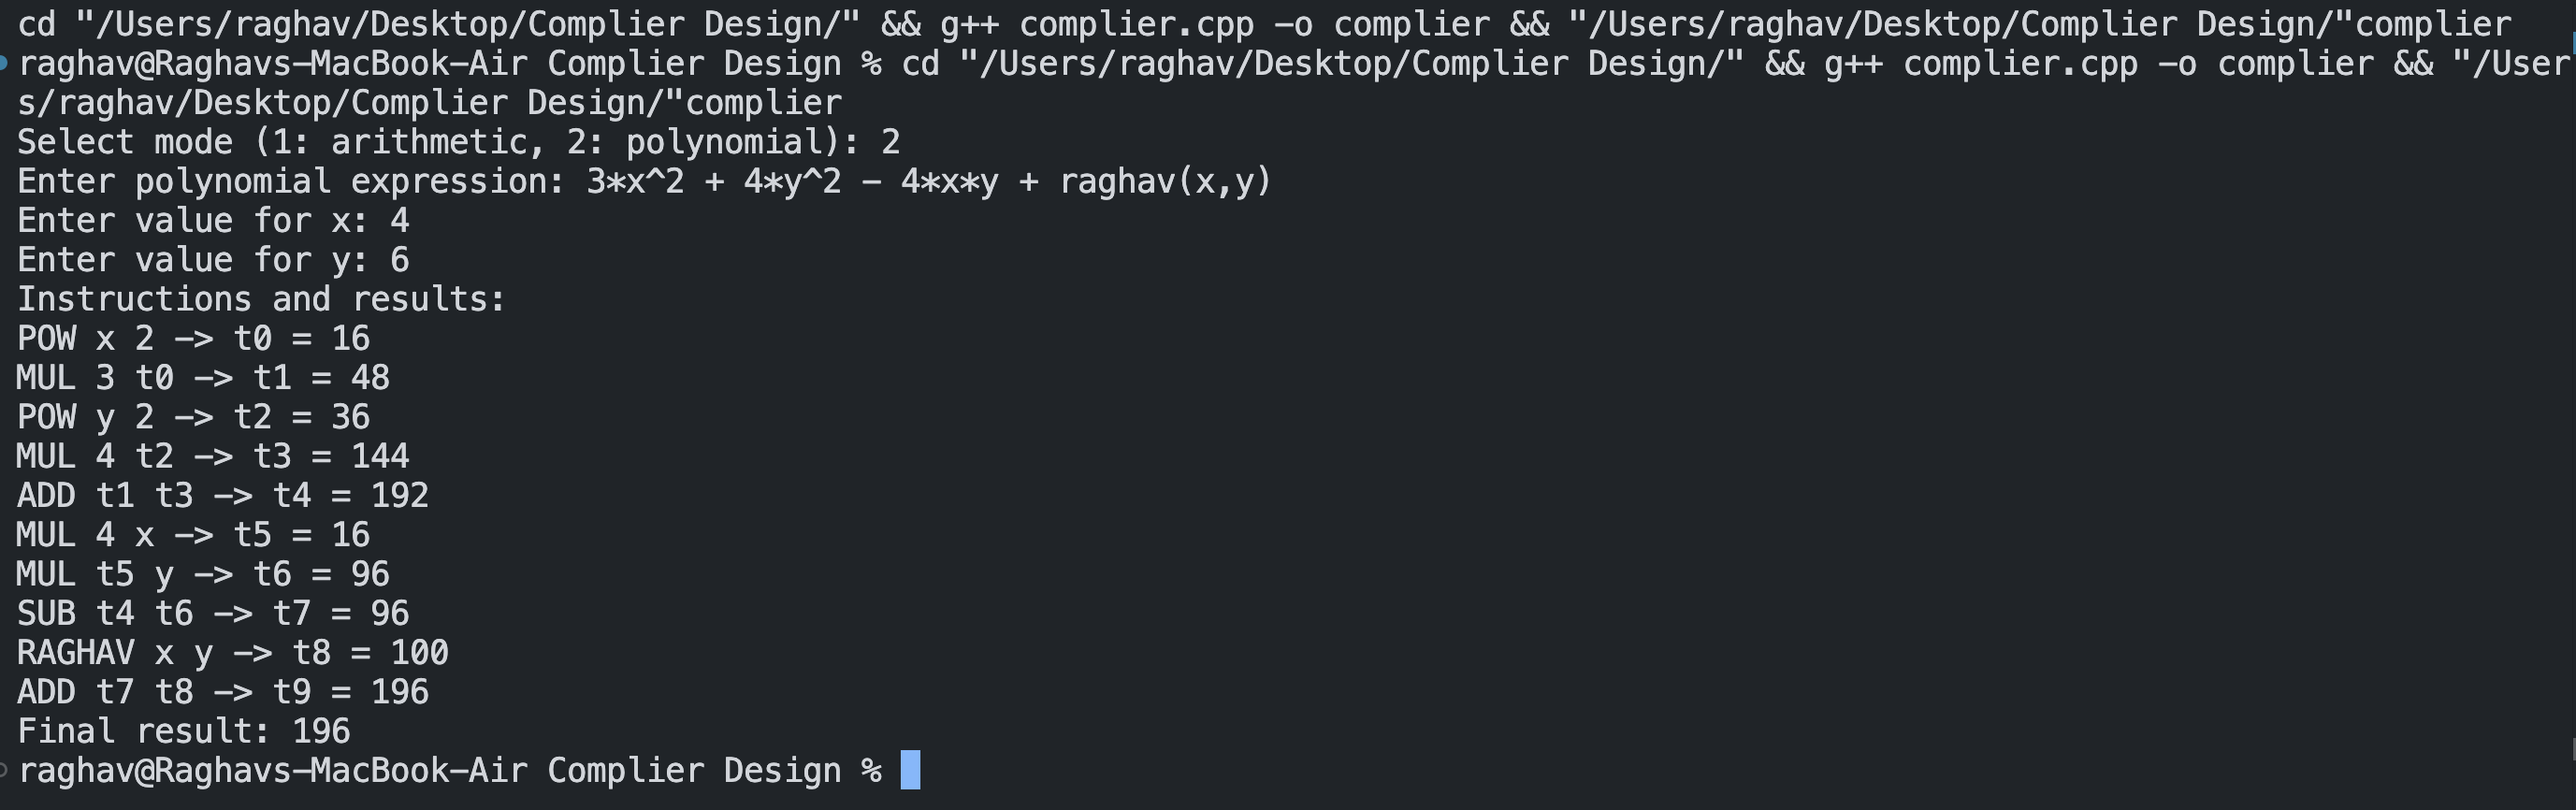 cd "/Users/raghav/Desktop/Complier Design/" && g++ complier.cpp -o complier && "/Users/raghav/Desktop/Complier Design/"complier
raghav@Raghavs-MacBook-Air Complier Design % cd "/Users/raghav/Desktop/Complier Design/" && g++ complier.cpp -o complier && "/User
s/raghav/Desktop/Complier Design/"complier
Select mode (1: arithmetic, 2: polynomial): 2
Enter polynomial expression: 3*x^2 + 4*y^2 - 4*x*y + raghav(x,y)
Enter value for x: 4
Enter value for y: 6
Instructions and results:
POW x 2 -> t0 = 16
MUL 3 t0 -> t1 = 48
POW y 2 -> t2 = 36
MUL 4 t2 -> t3 = 144
ADD t1 t3 -> t4 = 192
MUL 4 x -> t5 = 16
MUL t5 y -> t6 = 96
SUB t4 t6 -> t7 = 96
RAGHAV x y -> t8 = 100
ADD t7 t8 -> t9 = 196
Final result: 196
raghav@Raghavs-MacBook-Air Complier Design %